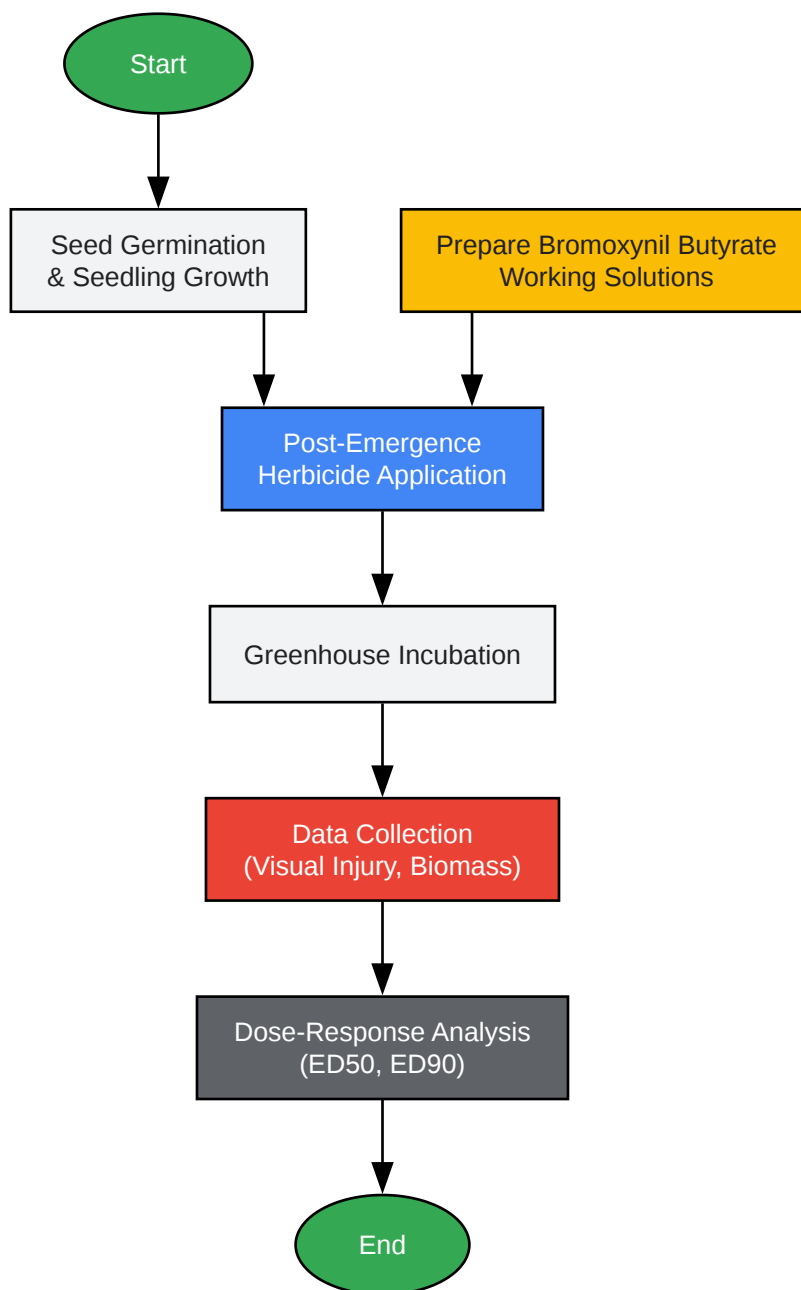 Start
Seed Germination
& Seedling Growth
Prepare Bromoxynil Butyrate
Working Solutions
Post-Emergence
Herbicide Application
Greenhouse Incubation
Data Collection
(Visual Injury, Biomass)
Dose-Response Analysis
(ED50, ED90)
End